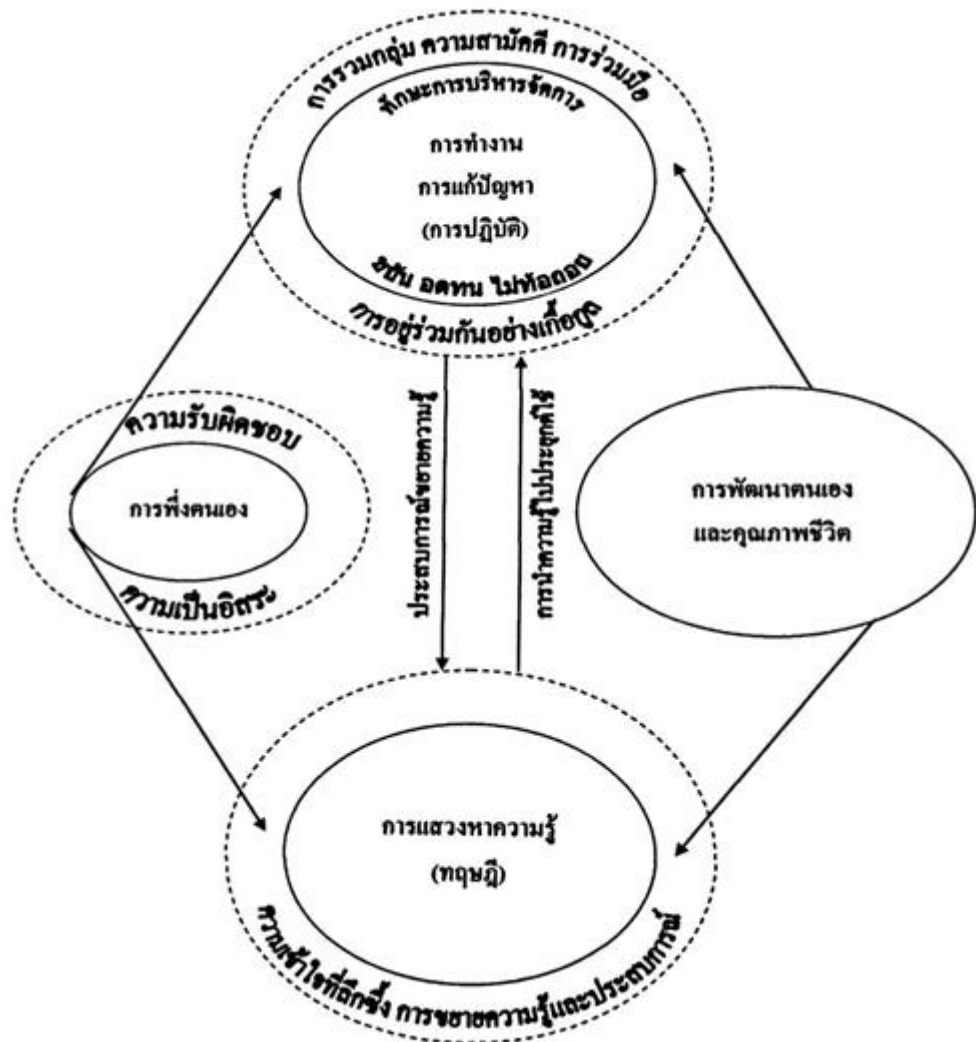 การรวมกลุ่ม ความสามัคคี การร่วมมือ
ทักษะการบริหารจัดการ
การทำงาน
การแก้ปัญหา
(การปฏิบัติ)
ขยัน อดทน ไม่ท้อถอย
การอยู่ร่วมกันอย่างเกื้อกูล
ความรับผิดชอบ
การพึ่งตนเอง
ความเป็นอิสระ
ประสบการณ์ขยายความรู้
การนำความรู้ไปประยุกต์ใช้
การพัฒนาตนเอง
และคุณภาพชีวิต
การแสวงหาความรู้
(ทฤษฎี)
ความเข้าใจที่ลึกซึ้ง การขยายความรู้และประสบการณ์